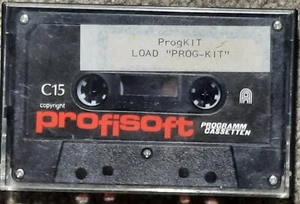 ProgKIT
LOAD "PROG-KIT"
C15
copyright
profisoft
PROGRAMM
CASSETTEN